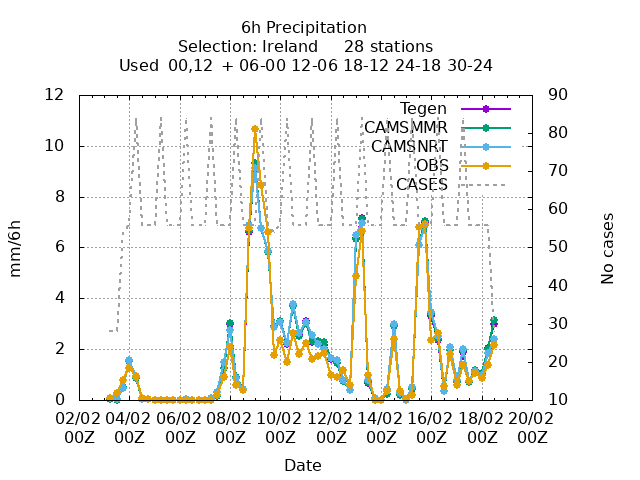 6h Precipitation
Selection: Ireland 28 stations
Used 00,12 + 06-00 12-06 18-12 24-18 30-24
12 90
Tegen
10 80
CAMSMMR
CAMSNRT
OBS
CASES
8
6
4
2
0
70
60
50
40
30
20
10
mm/6h
No cases
02/02 04/02 06/02 08/02 10/02 12/02 14/02 16/02 18/02 20/02
00Z 00Z 00Z 00Z 00Z 00Z 00Z 00Z 00Z 00Z
Date